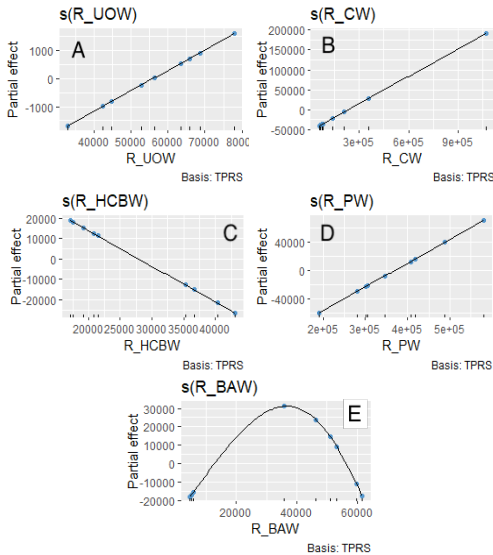 s(R_UOW)
A
Partial effect
1000
0
-1000
40000 50000 60000 70000 80000
R_UOW
Basis: TPRS
s(R_CW)
B
Partial effect
200000
150000
100000
50000
0
-50000
3e+05 6e+05 9e+05
R_CW
Basis: TPRS
s(R_HCBW)
C
Partial effect
20000
10000
0
-10000
-20000
20000 25000 30000 35000 40000
R_HCBW
Basis: TPRS
s(R_PW)
D
Partial effect
40000
0
-40000
2e+05 3e+05 4e+05 5e+05
R_PW
Basis: TPRS
s(R_BAW)
E
Partial effect
30000
20000
10000
0
-10000
-20000
20000 40000 60000
R_BAW
Basis: TPRS